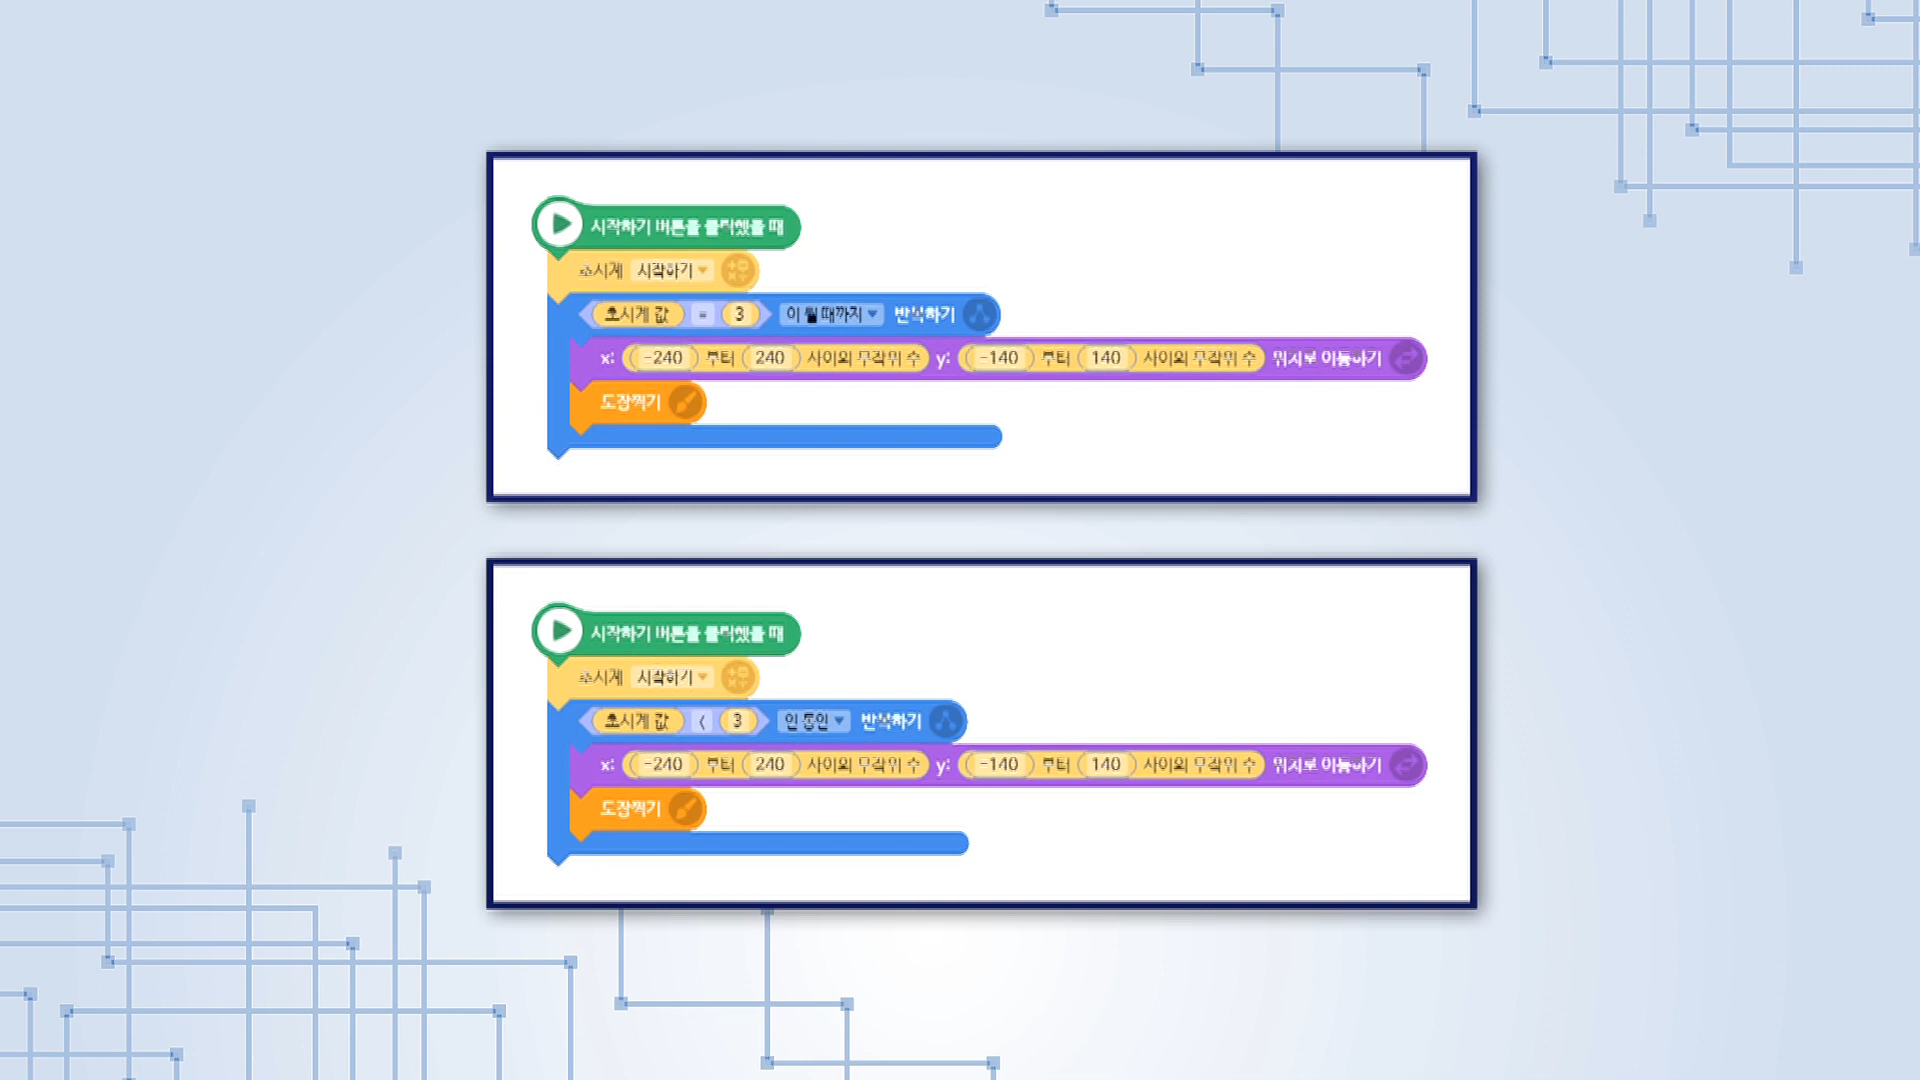 시작하기 버튼을 클릭했을 때
초시계 시작하기
초시계 값 = 3 이 될 때까지 반복하기
x: -240 부터 240 사이의 무작위 수 y: -140 부터 140 사이의 무작위 수 위치로 이동하기
도장찍기
시작하기 버튼을 클릭했을 때
초시계 시작하기
초시계 값 < 3 인 동안 반복하기
x: -240 부터 240 사이의 무작위 수 y: -140 부터 140 사이의 무작위 수 위치로 이동하기
도장찍기